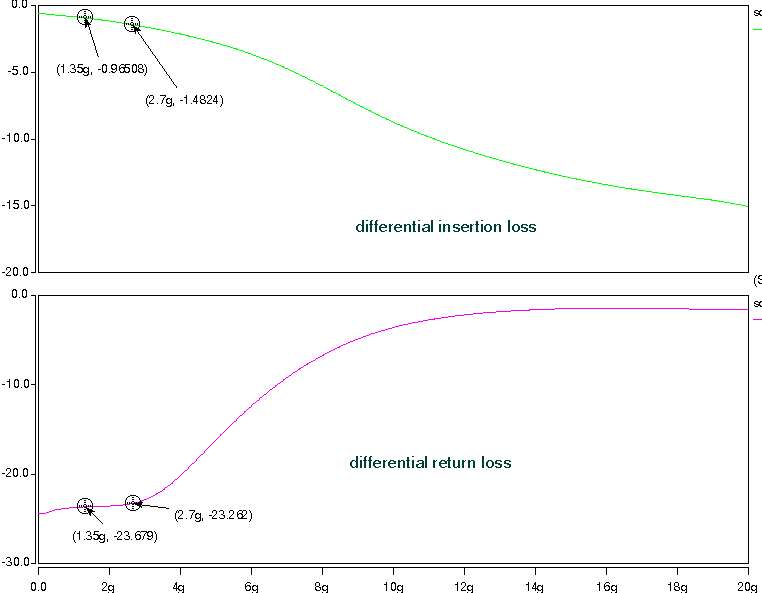 0.0
sc
(1.35g, -0.96508)
-5.0
(2.7g, -1.4824)
-10.0
-15.0
differential insertion loss
-20.0
(S
0.0
sc
-10.0
differential return loss
-20.0
(2.7g, -23.262)
(1.35g, -23.679)
-30.0
0.0 2g 4g 6g 8g 10g 12g 14g 16g 18g 20g